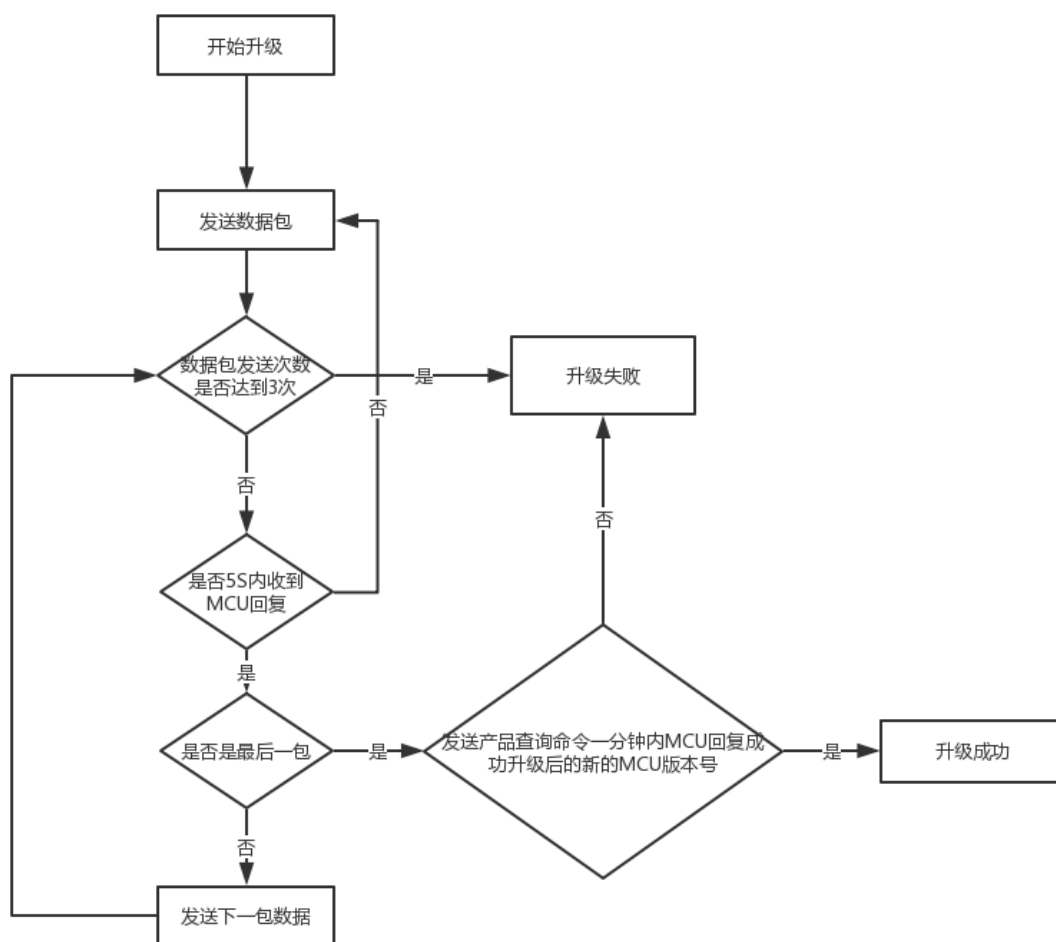 开始升级
发送数据包
数据包发送次数
是否达到3次
是
升级失败
否
否
否
是否5S内收到
MCU回复
是
是否是最后一包
是
发送产品查询命令一分钟内MCU回复成
功升级后的新的MCU版本号
是
升级成功
否
发送下一包数据